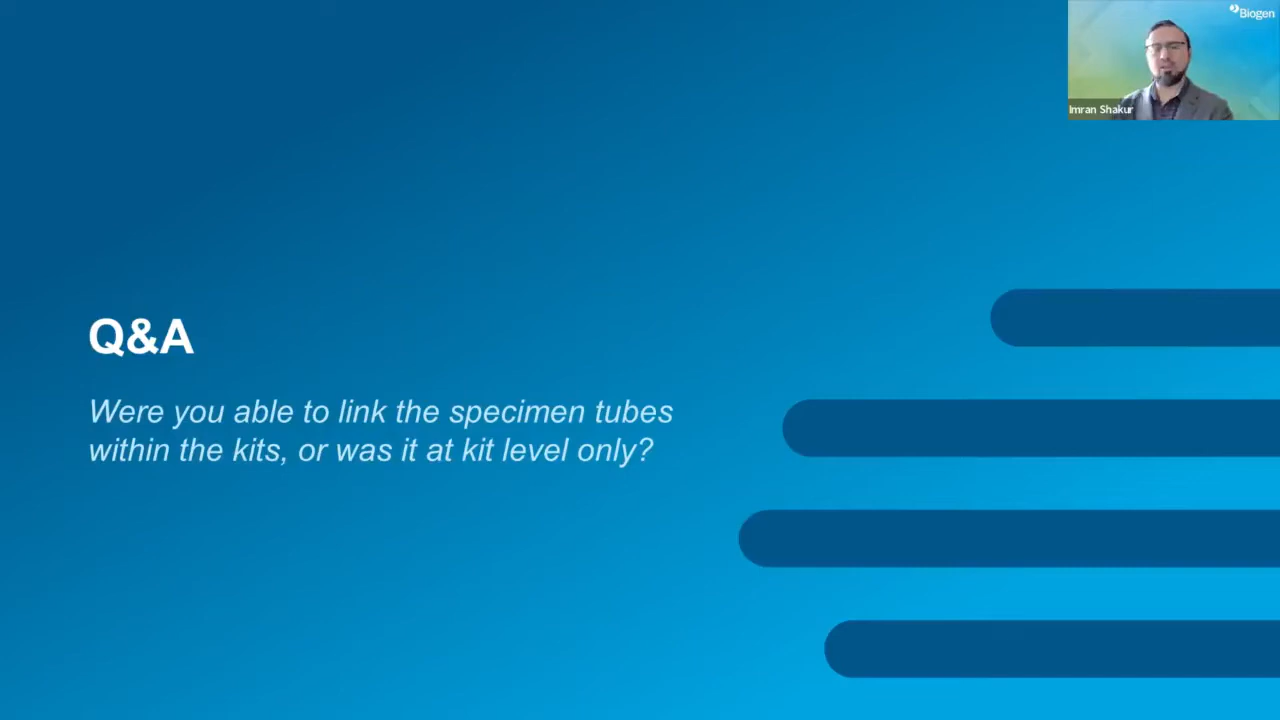 Biogen
Imran Shakur
Q&A
Were you able to link the specimen tubes
within the kits, or was it at kit level only?